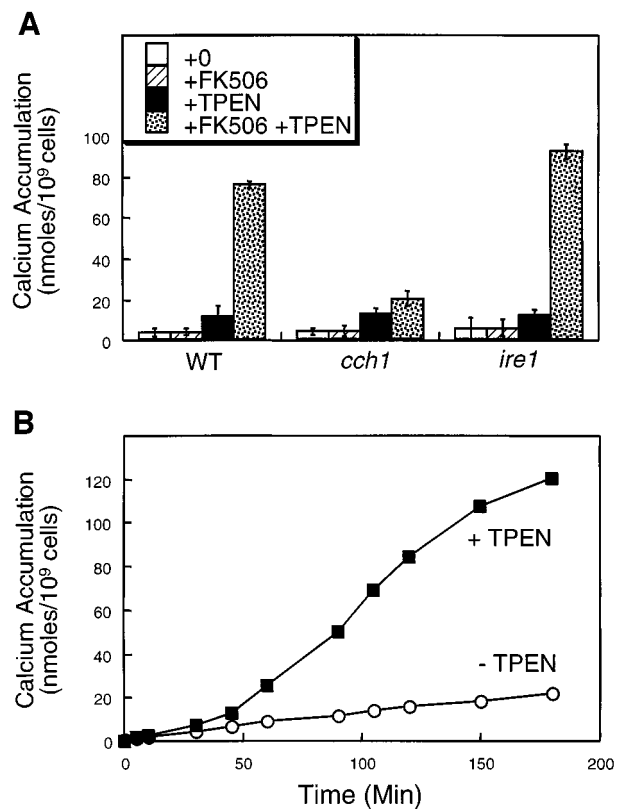 A
+0
+FK506
+TPEN
+FK506 +TPEN
Calcium Accumulation
(nmoles/10⁹ cells)
100
80
60
40
20
0
WT
cch1
ire1
B
Calcium Accumulation
(nmoles/10⁹ cells)
120
100
80
60
40
20
0
+ TPEN
- TPEN
0
50
100
150
200
Time (Min)